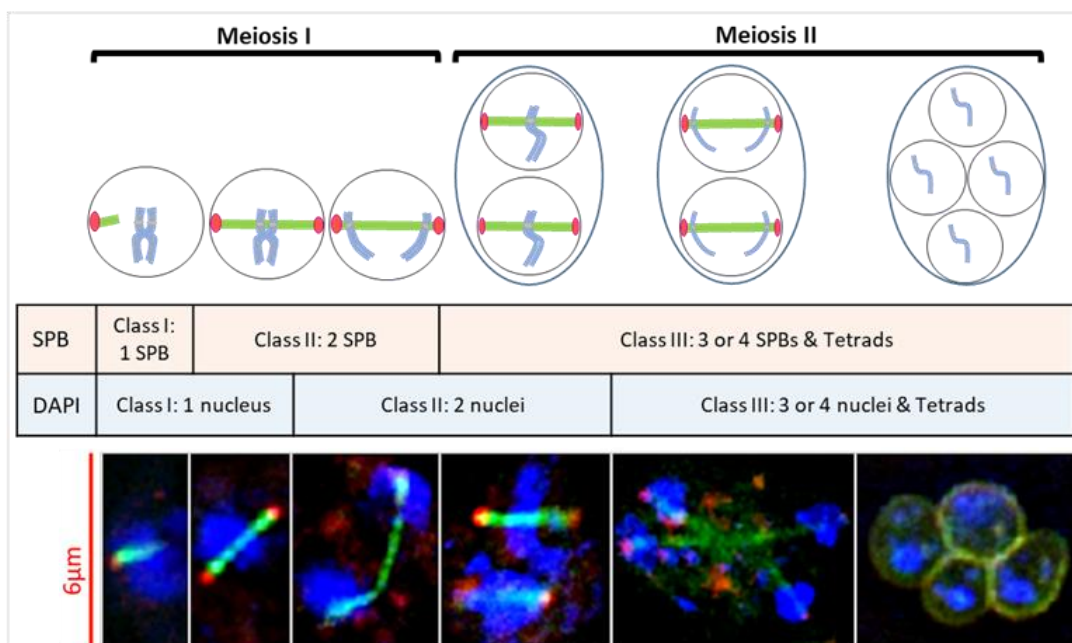 Meiosis I
Meiosis II
SPB
Class I:
1 SPB
Class II: 2 SPB
Class III: 3 or 4 SPBs & Tetrads
DAPI
Class I: 1 nucleus
Class II: 2 nuclei
Class III: 3 or 4 nuclei & Tetrads
6μm